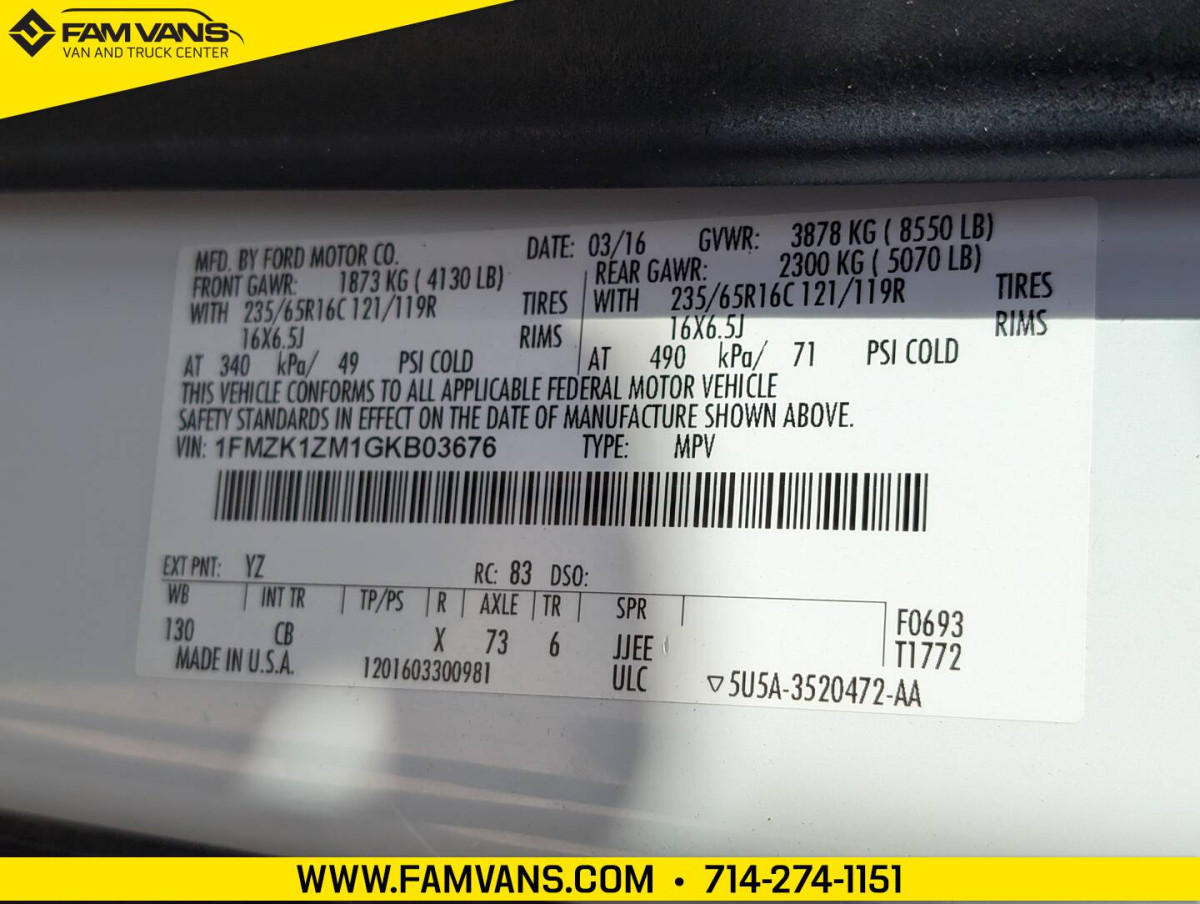 FAM VANS
VAN AND TRUCK CENTER
MFD. BY FORD MOTOR CO. DATE: 03/16 GVWR: 3878 KG ( 8550 LB)
FRONT GAWR: 1873 KG ( 4130 LB) REAR GAWR: 2300 KG ( 5070 LB)
WITH 235/65R16C 121/119R TIRES WITH 235/65R16C 121/119R TIRES
16X6.5J RIMS 16X6.5J RIMS
AT 340 kPa/ 49 PSI COLD AT 490 kPa/ 71 PSI COLD
THIS VEHICLE CONFORMS TO ALL APPLICABLE FEDERAL MOTOR VEHICLE
SAFETY STANDARDS IN EFFECT ON THE DATE OF MANUFACTURE SHOWN ABOVE.
VIN: 1FMZK1ZM1GKB03676 TYPE: MPV
EXT PNT: YZ RC: 83 DSO:
WB INT TR TP/PS R AXLE TR SPR F0693
130 CB X 73 6 JJEE T1772
MADE IN U.S.A. 1201603300981 ULC ▽5U5A-3520472-AA
WWW.FAMVANS.COM • 714-274-1151